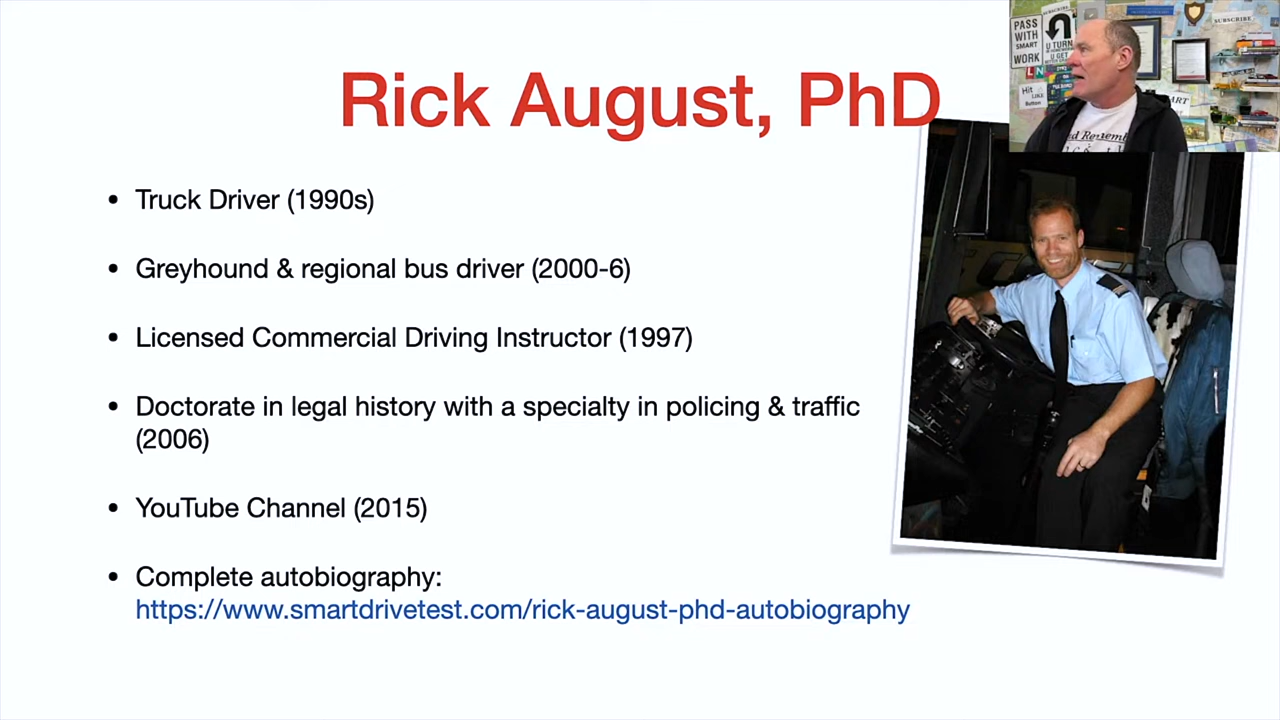 Rick August, PhD
• Truck Driver (1990s)
• Greyhound & regional bus driver (2000-6)
• Licensed Commercial Driving Instructor (1997)
• Doctorate in legal history with a specialty in policing & traffic
(2006)
• YouTube Channel (2015)
• Complete autobiography:
https://www.smartdrivetest.com/rick-august-phd-autobiography
PASS
WITH
SMART
WORK
U TURN
SUBSCRIBE
Hit
Button